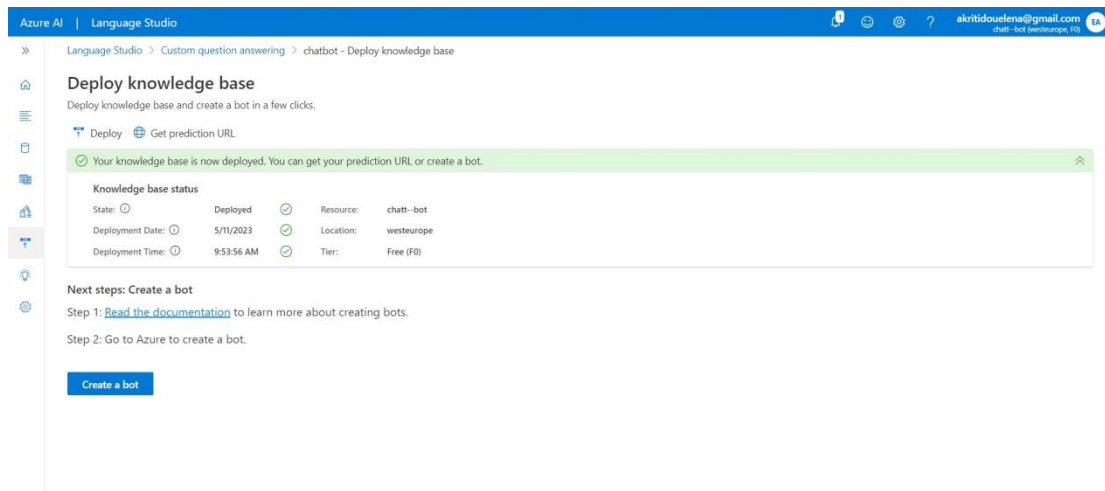 Azure AI | Language Studio
1
akritidouelena@gmail.com
chatt--bot (westeurope, F0)
EA
Language Studio > Custom question answering > chatbot - Deploy knowledge base
Deploy knowledge base
Deploy knowledge base and create a bot in a few clicks.
Deploy Get prediction URL
Your knowledge base is now deployed. You can get your prediction URL or create a bot.
Knowledge base status
State: Deployed Resource: chatt--bot
Deployment Date: 5/11/2023 Location: westeurope
Deployment Time: 9:53:56 AM Tier: Free (F0)
Next steps: Create a bot
Step 1: Read the documentation to learn more about creating bots.
Step 2: Go to Azure to create a bot.
Create a bot